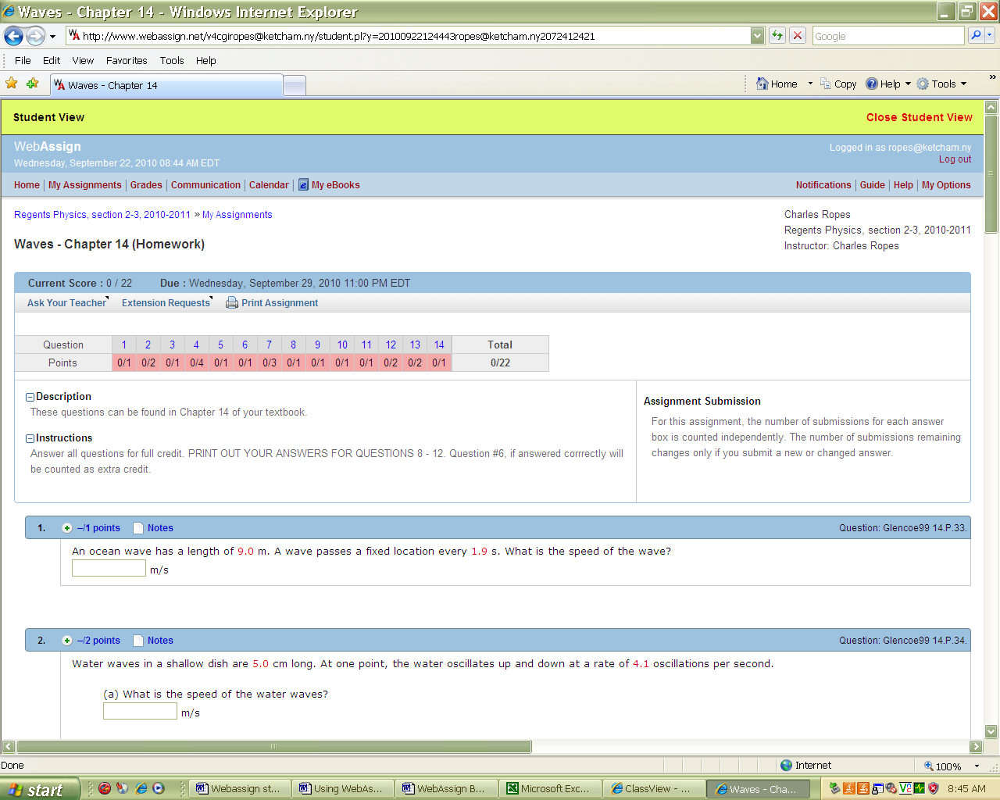 Waves - Chapter 14 - Windows Internet Explorer
http://www.webassign.net/v4cgiropes@ketcham.ny/student.pl?y=20100922124443ropes@ketcham.ny2072412421
Google
File Edit View Favorites Tools Help
Waves - Chapter 14
Home Copy Help Tools »
Student View
Close Student View
WebAssign
Logged in as ropes@ketcham.ny
Wednesday, September 22, 2010 08:44 AM EDT
Log out
Home | My Assignments | Grades | Communication | Calendar | My eBooks
Notifications | Guide | Help | My Options
Regents Physics, section 2-3, 2010-2011 » My Assignments
Charles Ropes
Regents Physics, section 2-3, 2010-2011
Instructor: Charles Ropes
Waves - Chapter 14 (Homework)
Current Score : 0 / 22 Due : Wednesday, September 29, 2010 11:00 PM EDT
Ask Your Teacher Extension Requests Print Assignment
Question 1 2 3 4 5 6 7 8 9 10 11 12 13 14 Total
Points 0/1 0/2 0/1 0/4 0/1 0/1 0/3 0/1 0/1 0/1 0/1 0/2 0/2 0/1 0/22
Description
These questions can be found in Chapter 14 of your textbook.
Instructions
Answer all questions for full credit. PRINT OUT YOUR ANSWERS FOR QUESTIONS 8 - 12. Question #6, if answered corrrectly will
be counted as extra credit.
Assignment Submission
For this assignment, the number of submissions for each answer
box is counted independently. The number of submissions remaining
changes only if you submit a new or changed answer.
1. –/1 points Notes Question: Glencoe99 14.P.33.
An ocean wave has a length of 9.0 m. A wave passes a fixed location every 1.9 s. What is the speed of the wave?
m/s
2. –/2 points Notes Question: Glencoe99 14.P.34.
Water waves in a shallow dish are 5.0 cm long. At one point, the water oscillates up and down at a rate of 4.1 oscillations per second.
(a) What is the speed of the water waves?
m/s
Done
Internet
100%
start
Webassign st...
Using WebAs...
WebAssign B...
Microsoft Exc...
ClassView - ...
Waves - Cha...
8:45 AM